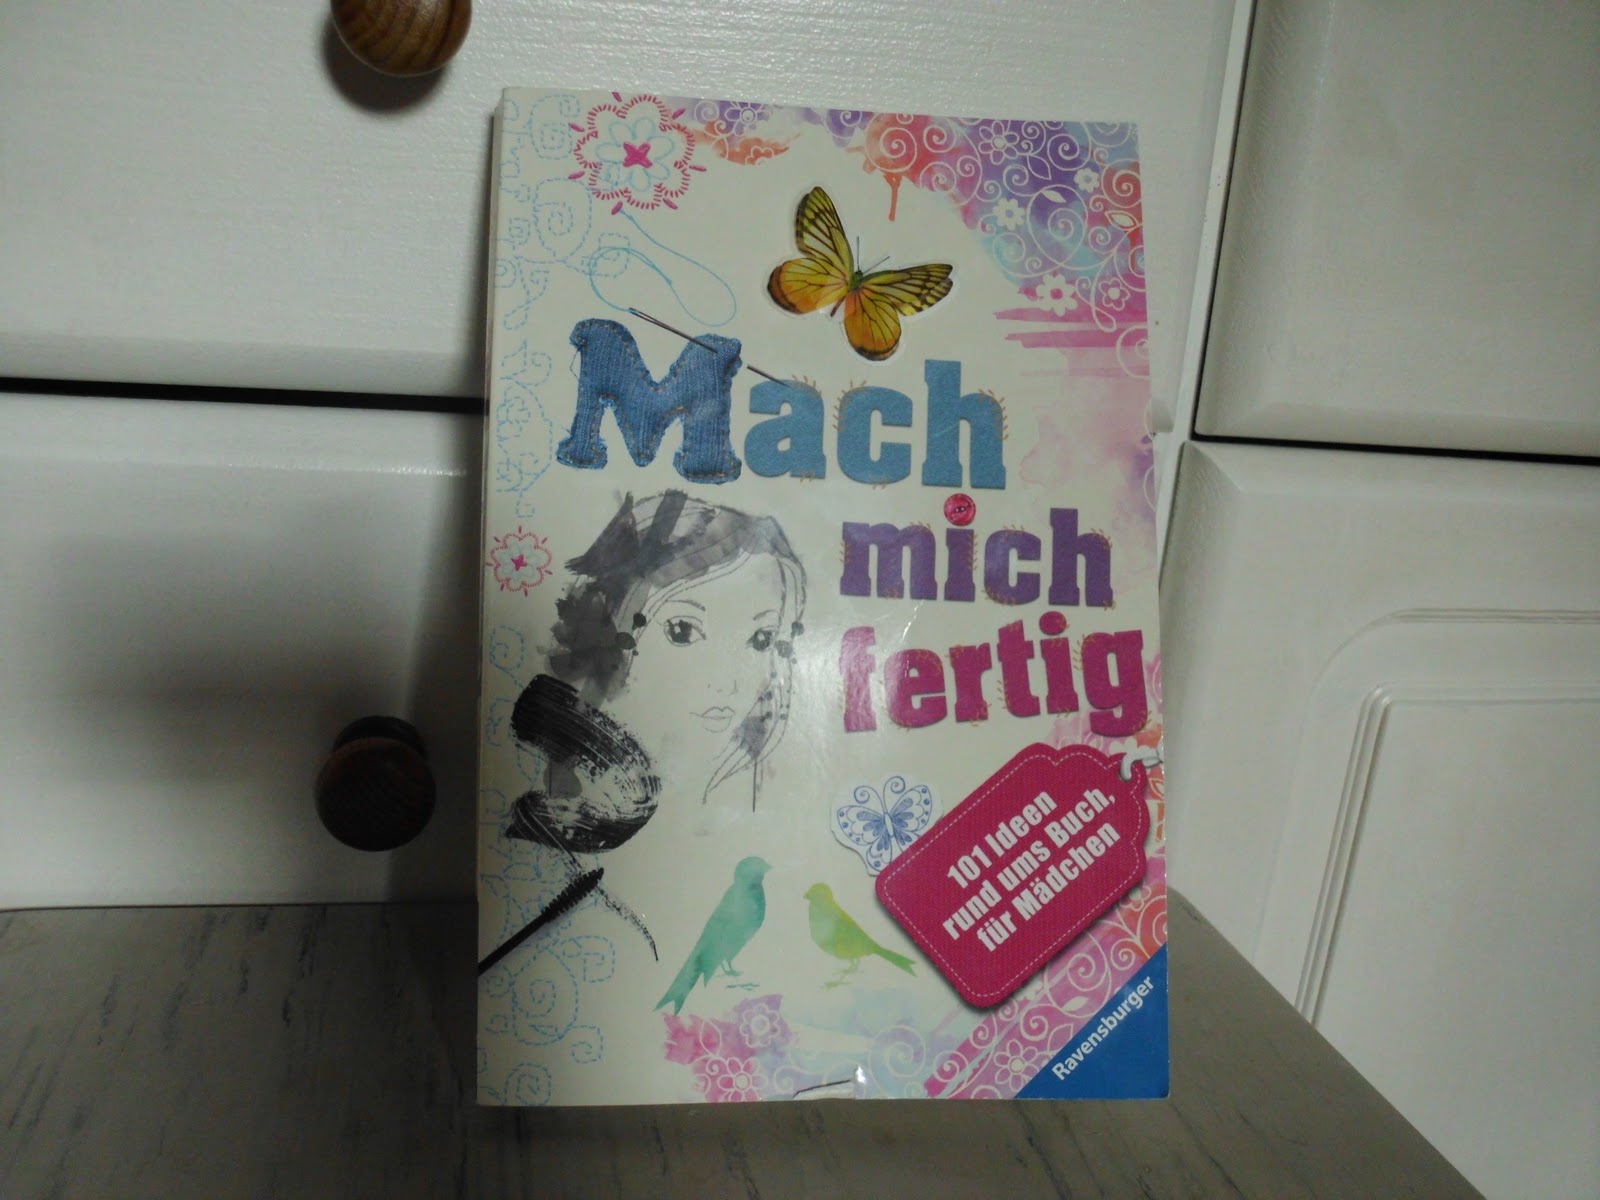 Mach
mich
fertig
101 Ideen
rund ums Buch,
für Mädchen
Ravensburger